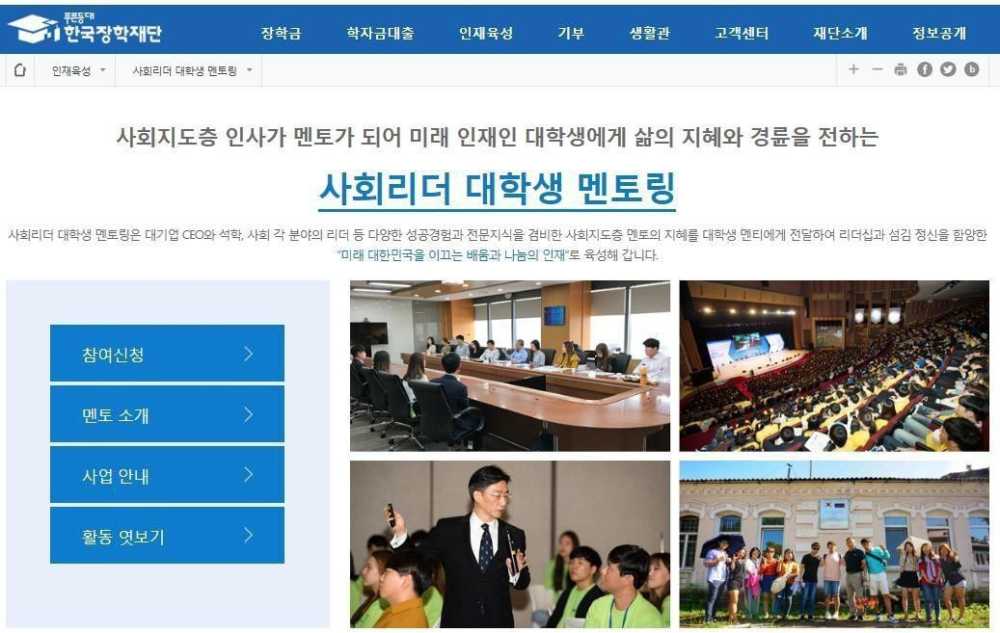 푸른등대
한국장학재단
장학금 학자금대출 인재육성 기부 생활관 고객센터 재단소개 정보공개
인재육성 사회리더 대학생 멘토링
사회지도층 인사가 멘토가 되어 미래 인재인 대학생에게 삶의 지혜와 경륜을 전하는
사회리더 대학생 멘토링
사회리더 대학생 멘토링은 대기업 CEO와 석학, 사회 각 분야의 리더 등 다양한 성공경험과 전문지식을 겸비한 사회지도층 멘토의 지혜를 대학생 멘티에게 전달하여 리더십과 섬김 정신을 함양한
"미래 대한민국을 이끄는 배움과 나눔의 인재"로 육성해 갑니다.
참여신청
멘토 소개
사업 안내
활동 엿보기